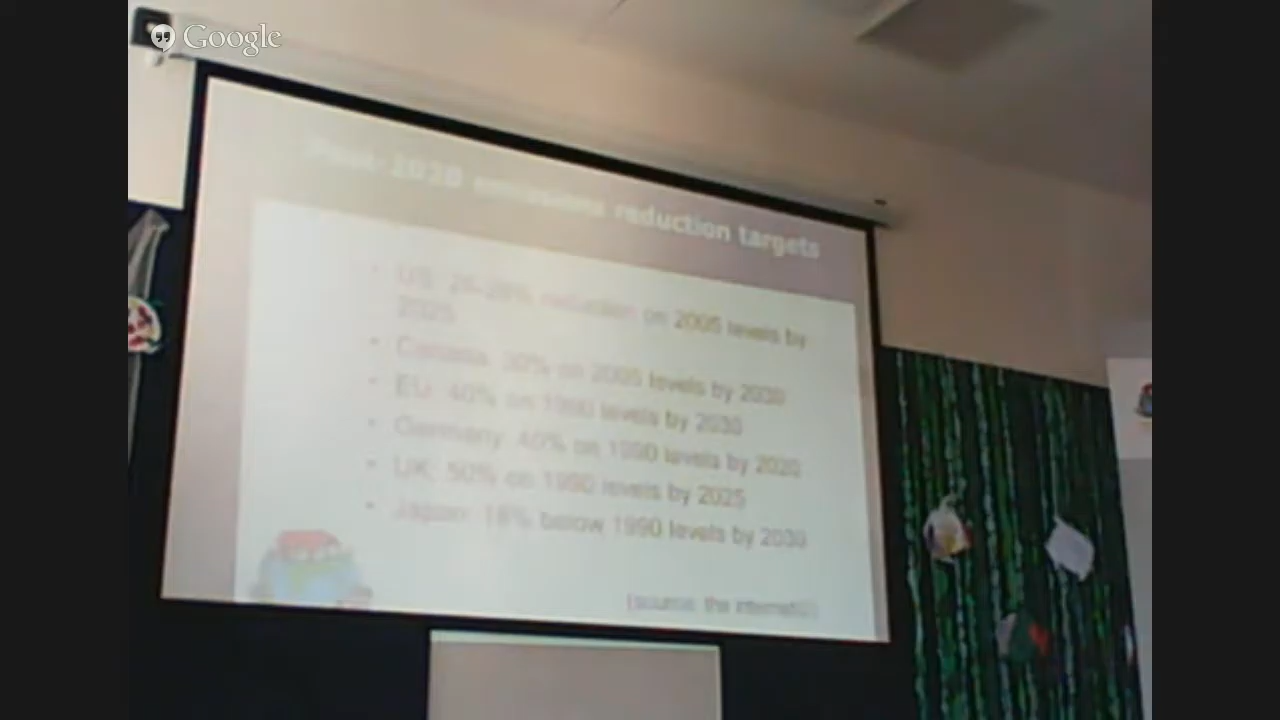 Google
Post-2020 emissions reduction targets
• US: 26-28% reduction on 2005 levels by
2025
• Canada: 30% on 2005 levels by 2030
• EU: 40% on 1990 levels by 2030
• Germany: 40% on 1990 levels by 2020
• UK: 50% on 1990 levels by 2025
• Japan: 18% below 1990 levels by 2030
(source: the internets!)